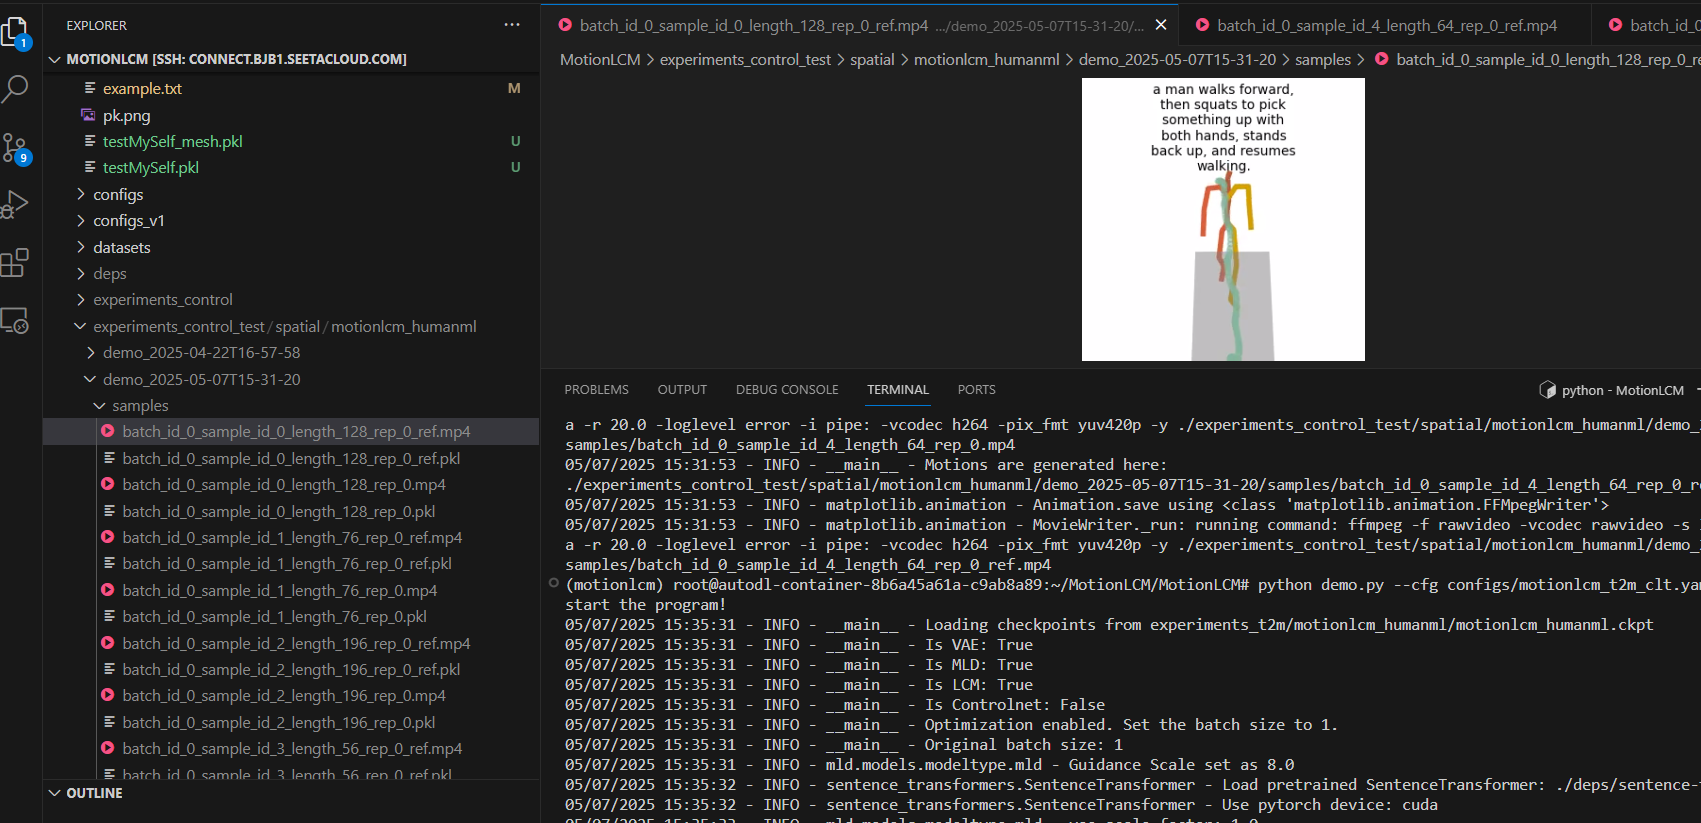 EXPLORER
MOTIONLCM [SSH: CONNECT.BJB1.SEETACLOUD.COM]
example.txt M
pk.png
testMySelf_mesh.pkl U
testMySelf.pkl U
configs
configs_v1
datasets
deps
experiments_control
experiments_control_test/spatial/motionlcm_humanml
demo_2025-04-22T16-57-58
demo_2025-05-07T15-31-20
samples
batch_id_0_sample_id_0_length_128_rep_0_ref.mp4
batch_id_0_sample_id_0_length_128_rep_0_ref.pkl
batch_id_0_sample_id_0_length_128_rep_0.mp4
batch_id_0_sample_id_0_length_128_rep_0.pkl
batch_id_0_sample_id_1_length_76_rep_0_ref.mp4
batch_id_0_sample_id_1_length_76_rep_0_ref.pkl
batch_id_0_sample_id_1_length_76_rep_0.mp4
batch_id_0_sample_id_1_length_76_rep_0.pkl
batch_id_0_sample_id_2_length_196_rep_0_ref.mp4
batch_id_0_sample_id_2_length_196_rep_0_ref.pkl
batch_id_0_sample_id_2_length_196_rep_0.mp4
batch_id_0_sample_id_2_length_196_rep_0.pkl
batch_id_0_sample_id_3_length_56_rep_0_ref.mp4
batch_id_0_sample_id_3_length_56_rep_0_ref.pkl
OUTLINE
1
9
batch_id_0_sample_id_0_length_128_rep_0_ref.mp4 .../demo_2025-05-07T15-31-20/...
batch_id_0_sample_id_4_length_64_rep_0_ref.mp4
batch_id_0
MotionLCM > experiments_control_test > spatial > motionlcm_humanml > demo_2025-05-07T15-31-20 > samples > batch_id_0_sample_id_0_length_128_rep_0_re
a man walks forward,
then squats to pick
something up with
both hands, stands
back up, and resumes
walking.
PROBLEMS OUTPUT DEBUG CONSOLE TERMINAL PORTS
python - MotionLCM
a -r 20.0 -loglevel error -i pipe: -vcodec h264 -pix_fmt yuv420p -y ./experiments_control_test/spatial/motionlcm_humanml/demo_
samples/batch_id_0_sample_id_4_length_64_rep_0.mp4
05/07/2025 15:31:53 - INFO - __main__ - Motions are generated here:
./experiments_control_test/spatial/motionlcm_humanml/demo_2025-05-07T15-31-20/samples/batch_id_0_sample_id_4_length_64_rep_0_r
05/07/2025 15:31:53 - INFO - matplotlib.animation - Animation.save using <class 'matplotlib.animation.FFMpegWriter'>
05/07/2025 15:31:53 - INFO - matplotlib.animation - MovieWriter._run: running command: ffmpeg -f rawvideo -vcodec rawvideo -s
a -r 20.0 -loglevel error -i pipe: -vcodec h264 -pix_fmt yuv420p -y ./experiments_control_test/spatial/motionlcm_humanml/demo_
samples/batch_id_0_sample_id_4_length_64_rep_0_ref.mp4
(motionlcm) root@autodl-container-8b6a45a61a-c9ab8a89:~/MotionLCM/MotionLCM# python demo.py --cfg configs/motionlcm_t2m_clt.yam
start the program!
05/07/2025 15:35:31 - INFO - __main__ - Loading checkpoints from experiments_t2m/motionlcm_humanml/motionlcm_humanml.ckpt
05/07/2025 15:35:31 - INFO - __main__ - Is VAE: True
05/07/2025 15:35:31 - INFO - __main__ - Is MLD: True
05/07/2025 15:35:31 - INFO - __main__ - Is LCM: True
05/07/2025 15:35:31 - INFO - __main__ - Is Controlnet: False
05/07/2025 15:35:31 - INFO - __main__ - Optimization enabled. Set the batch size to 1.
05/07/2025 15:35:31 - INFO - __main__ - Original batch size: 1
05/07/2025 15:35:31 - INFO - mld.models.modeltype.mld - Guidance Scale set as 8.0
05/07/2025 15:35:32 - INFO - sentence_transformers.SentenceTransformer - Load pretrained SentenceTransformer: ./deps/sentence-
05/07/2025 15:35:32 - INFO - sentence_transformers.SentenceTransformer - Use pytorch device: cuda